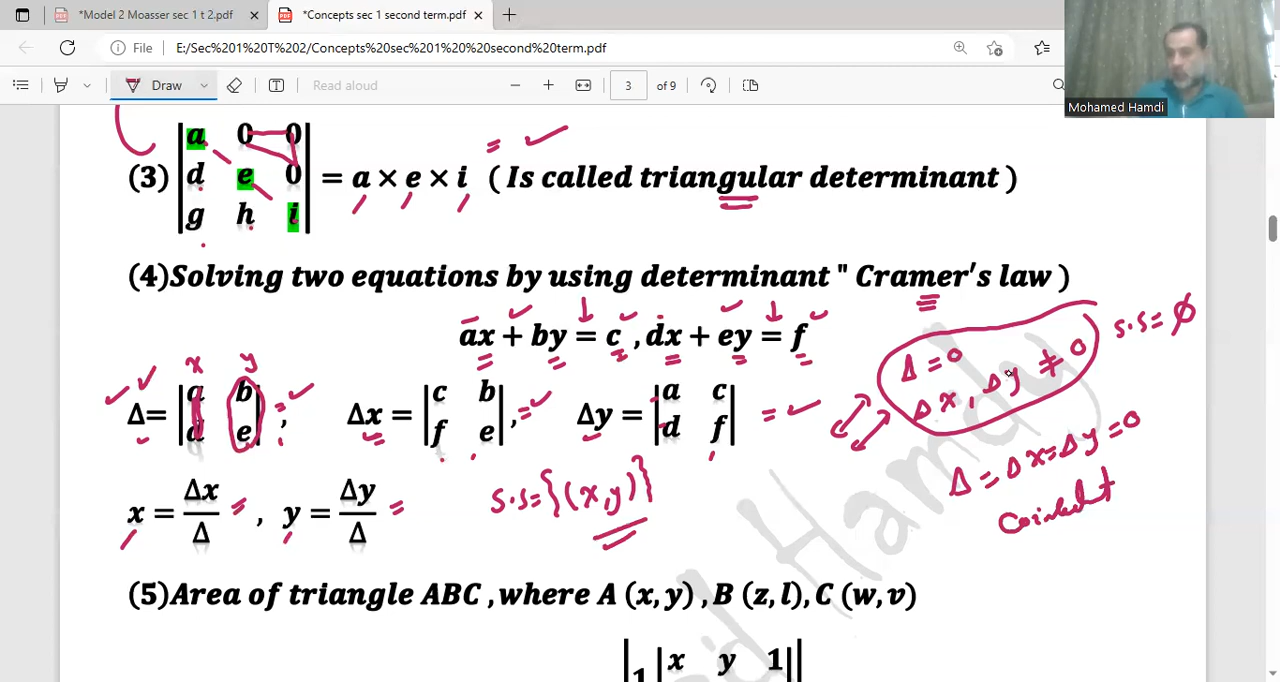 *Model 2 Moasser sec 1 t 2.pdf
*Concepts sec 1 second term.pdf
File E:/Sec%201%20T%202/Concepts%20sec%201%20%20second%20term.pdf
Draw Read aloud 3 of 9
Mohamed Hamdi
(3) |a 0 0|
|d e 0| = a × e × i ( Is called triangular determinant )
|g h i|
(4)Solving two equations by using determinant " Cramer's law )
ax + by = c , dx + ey = f
s.s= ∅
Δ = 0
Δx , Δy ≠ 0
x y
Δ= |a b| , Δx = |c b| , Δy = |a c|
|d e| |f e| |d f|
Δ = Δx = Δy = 0
x = Δx/Δ , y = Δy/Δ
s.s={(x,y)}
(5)Area of triangle ABC ,where A (x, y) , B (z, l), C (w, v)
1 |x y 1|